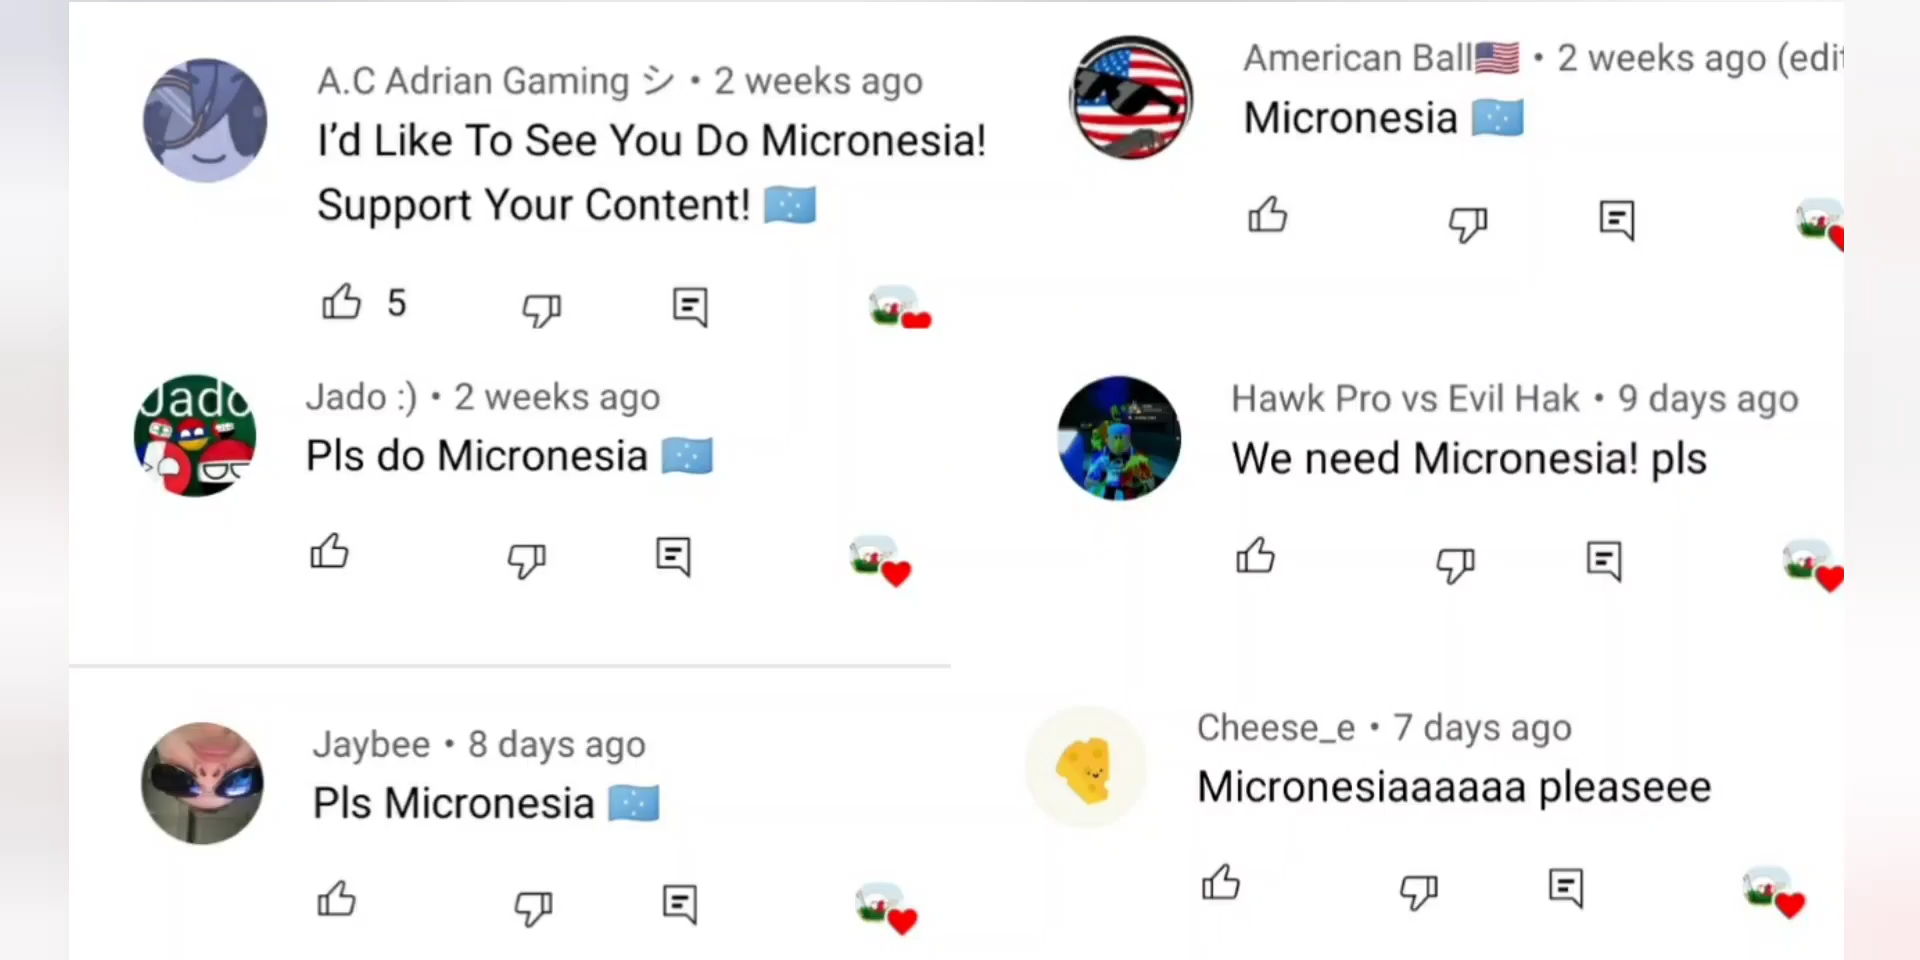 A.C Adrian Gaming シ • 2 weeks ago
I’d Like To See You Do Micronesia!
Support Your Content! 🇫🇲
5
American Ball🇺🇸 • 2 weeks ago (edit
Micronesia 🇫🇲
Jado
Jado :) • 2 weeks ago
Pls do Micronesia 🇫🇲
Hawk Pro vs Evil Hak • 9 days ago
We need Micronesia! pls
Jaybee • 8 days ago
Pls Micronesia 🇫🇲
Cheese_e • 7 days ago
Micronesiaaaaaa pleaseee